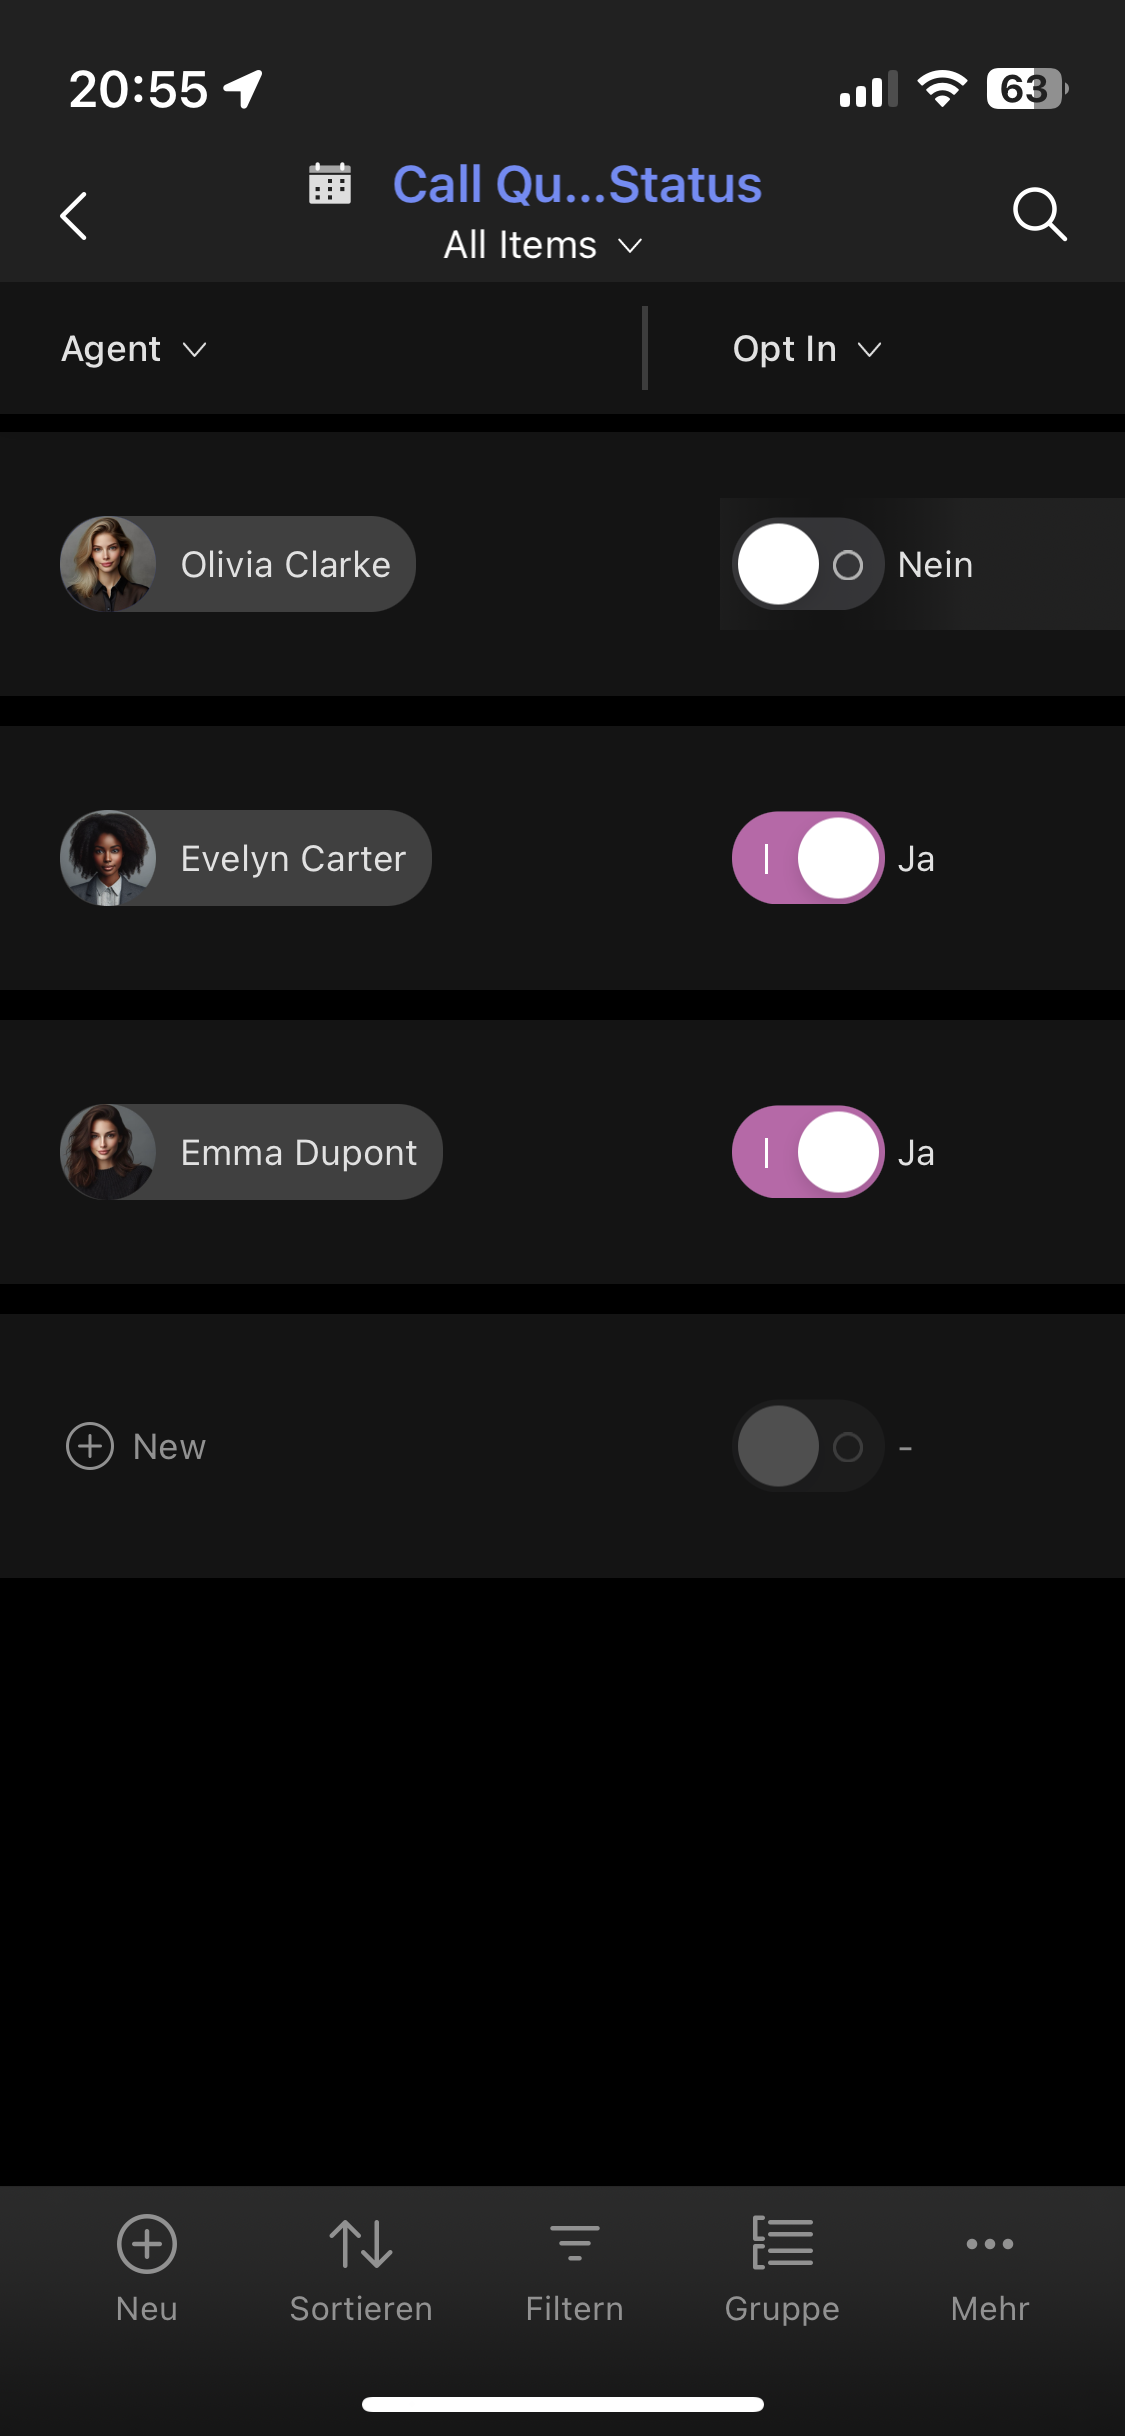 20:55
63
Call Qu...Status
All Items
Agent
Opt In
Olivia Clarke
Nein
Evelyn Carter
Ja
Emma Dupont
Ja
New
-
Neu
Sortieren
Filtern
Gruppe
Mehr